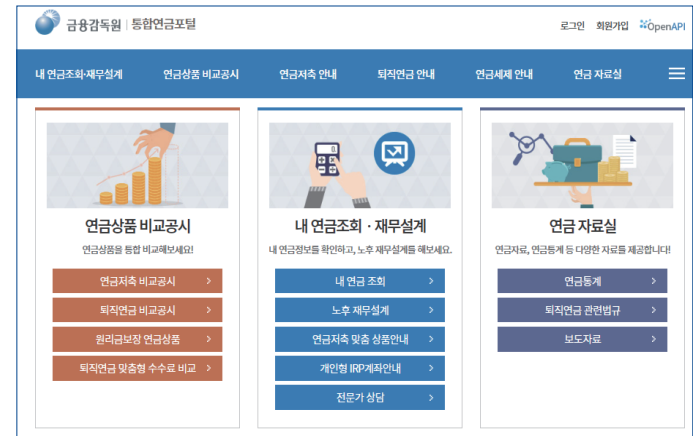 금융감독원 통합연금포털
로그인 회원가입 OpenAPI
내 연금조회·재무설계 연금상품 비교공시 연금저축 안내 퇴직연금 안내 연금세제 안내 연금 자료실
연금상품 비교공시
연금상품을 통합 비교해보세요!
연금저축 비교공시 >
퇴직연금 비교공시 >
원리금보장 연금상품 >
퇴직연금 맞춤형 수수료 비교 >
내 연금조회 · 재무설계
내 연금정보를 확인하고, 노후 재무설계를 해보세요.
내 연금 조회 >
노후 재무설계 >
연금저축 맞춤 상품안내 >
개인형 IRP계좌안내 >
전문가 상담 >
연금 자료실
연금자료, 연금통계 등 다양한 자료를 제공합니다!
연금통계 >
퇴직연금 관련법규 >
보도자료 >